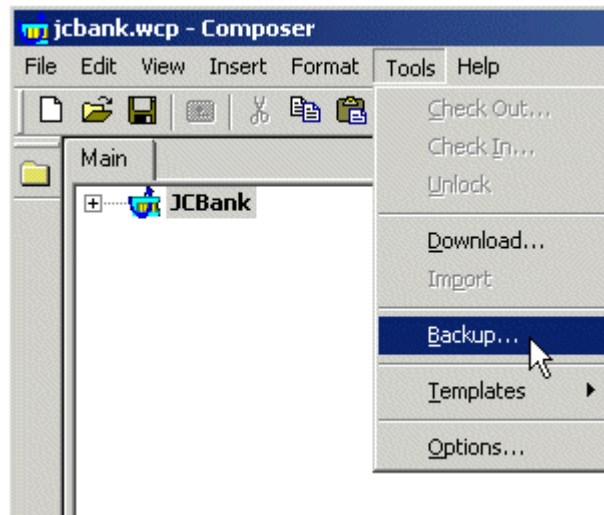 jcbank.wcp - Composer
File Edit View Insert Format Tools Help
Check Out...
Main
Check In...
JCBank
Unlock
Download...
Import
Backup...
Templates
Options...